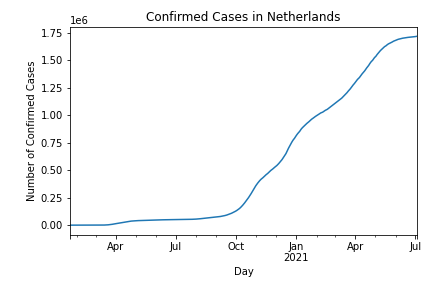 Confirmed Cases in Netherlands
1e6
1.75
1.50
1.25
1.00
0.75
0.50
0.25
0.00
Number of Confirmed Cases
Apr Jul Oct Jan Apr Jul
2021
Day